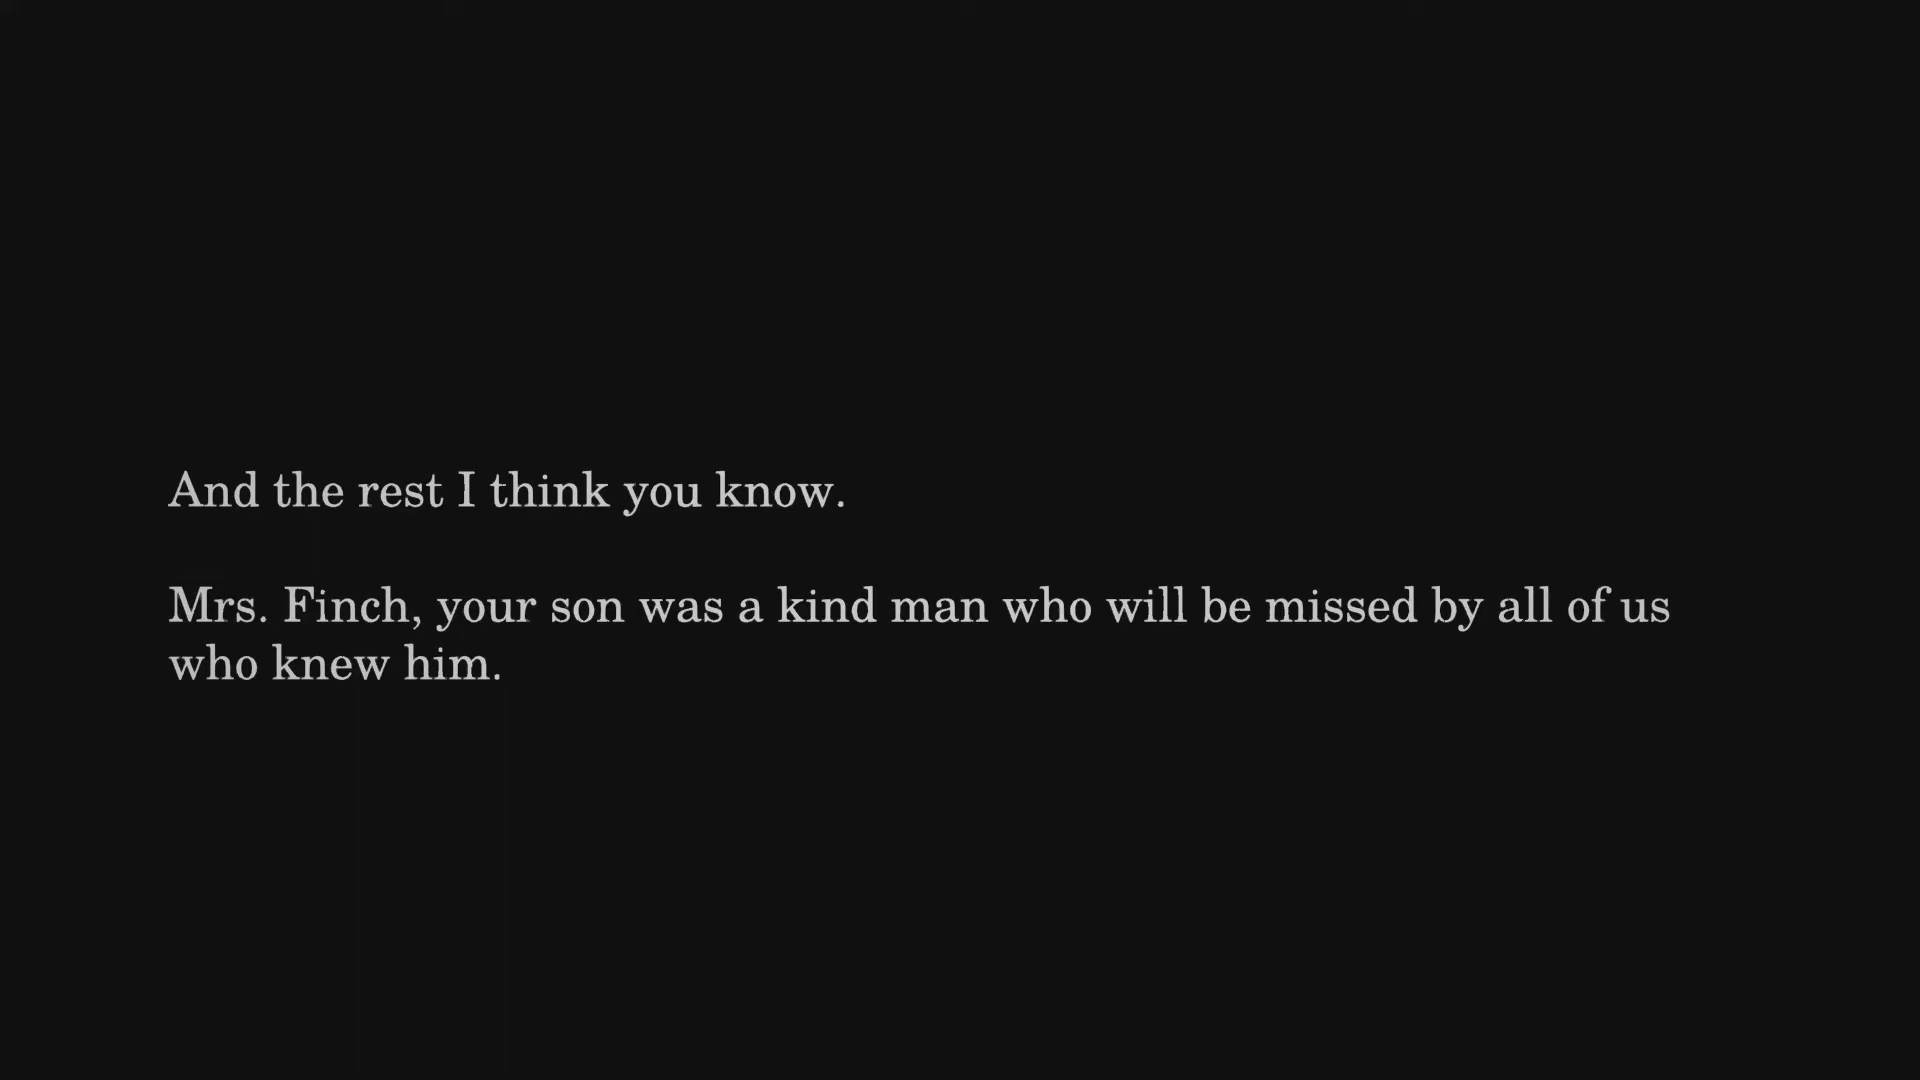 And the rest I think you know.
Mrs. Finch, your son was a kind man who will be missed by all of us
who knew him.